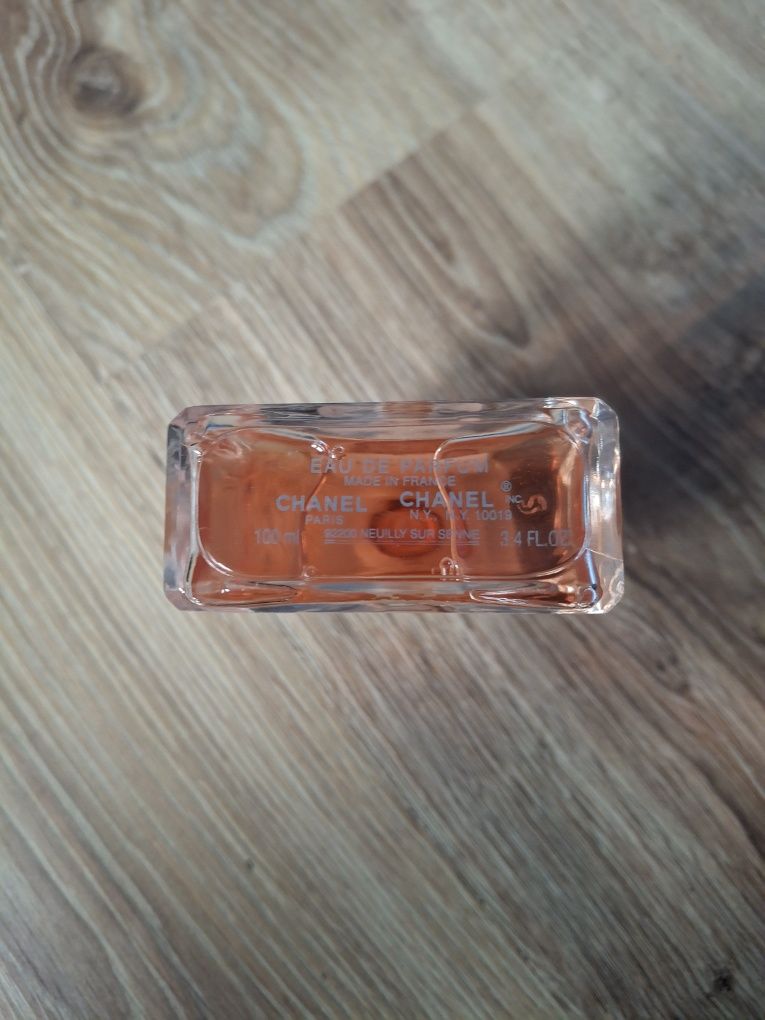 EAU DE PARFUM
MADE IN FRANCE
CHANEL CHANEL ® INC
PARIS N.Y., N.Y. 10019
100 ml 92200 NEUILLY SUR SEINE 3.4 FL.OZ